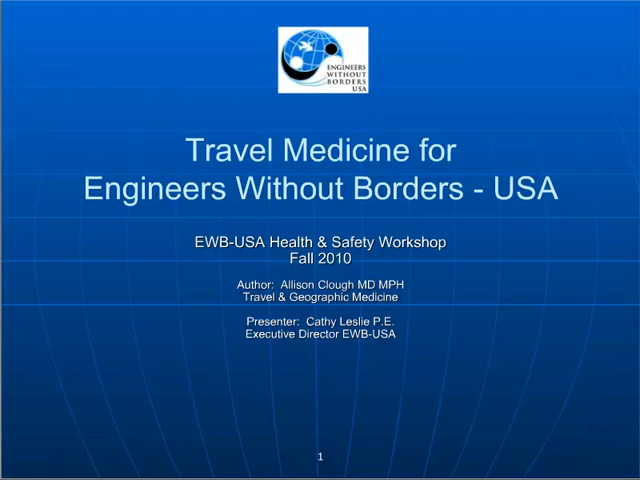 ENGINEERS
WITHOUT
BORDERS
USA
Travel Medicine for
Engineers Without Borders - USA
EWB-USA Health & Safety Workshop
Fall 2010
Author: Allison Clough MD MPH
Travel & Geographic Medicine
Presenter: Cathy Leslie P.E.
Executive Director EWB-USA
1